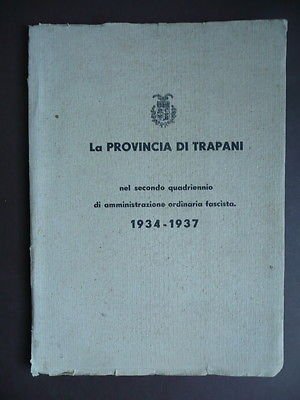 La PROVINCIA DI TRAPANI
nel secondo quadriennio
di amministrazione ordinaria fascista.
1934-1937